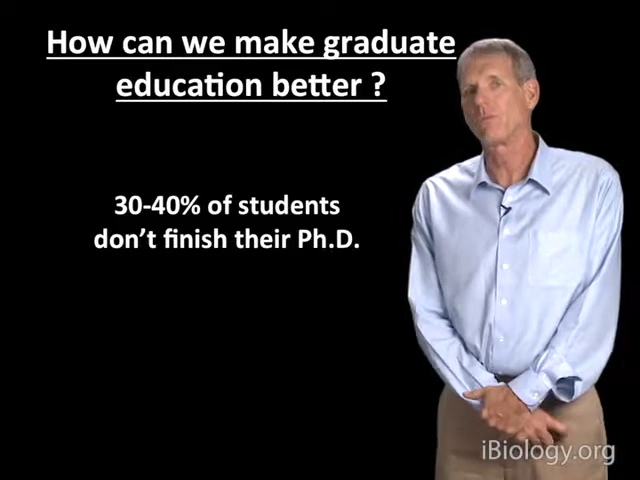 How can we make graduate
education better ?
30-40% of students
don't finish their Ph.D.
iBiology.org